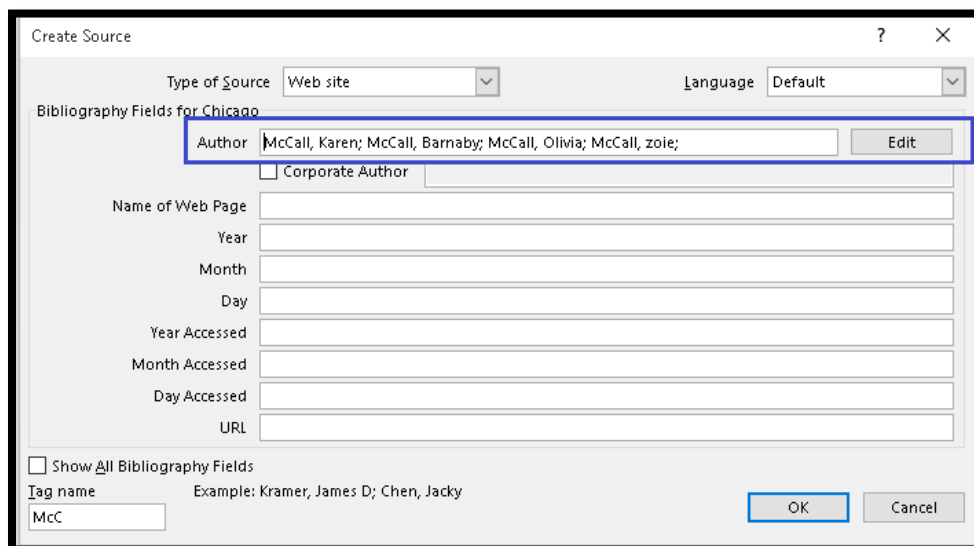 Create Source ? X
Type of Source Web site Language Default
Bibliography Fields for Chicago
Author McCall, Karen; McCall, Barnaby; McCall, Olivia; McCall, zoie; Edit
Corporate Author
Name of Web Page
Year
Month
Day
Year Accessed
Month Accessed
Day Accessed
URL
Show All Bibliography Fields
Tag name Example: Kramer, James D; Chen, Jacky
McC OK Cancel